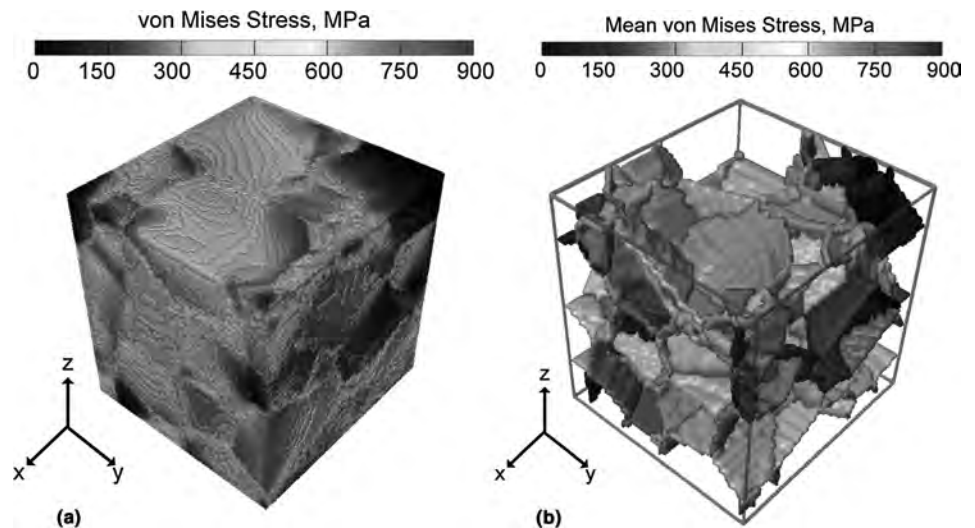 von Mises Stress, MPa
0 150 300 450 600 750 900
z
x y
(a)
Mean von Mises Stress, MPa
0 150 300 450 600 750 900
z
x y
(b)